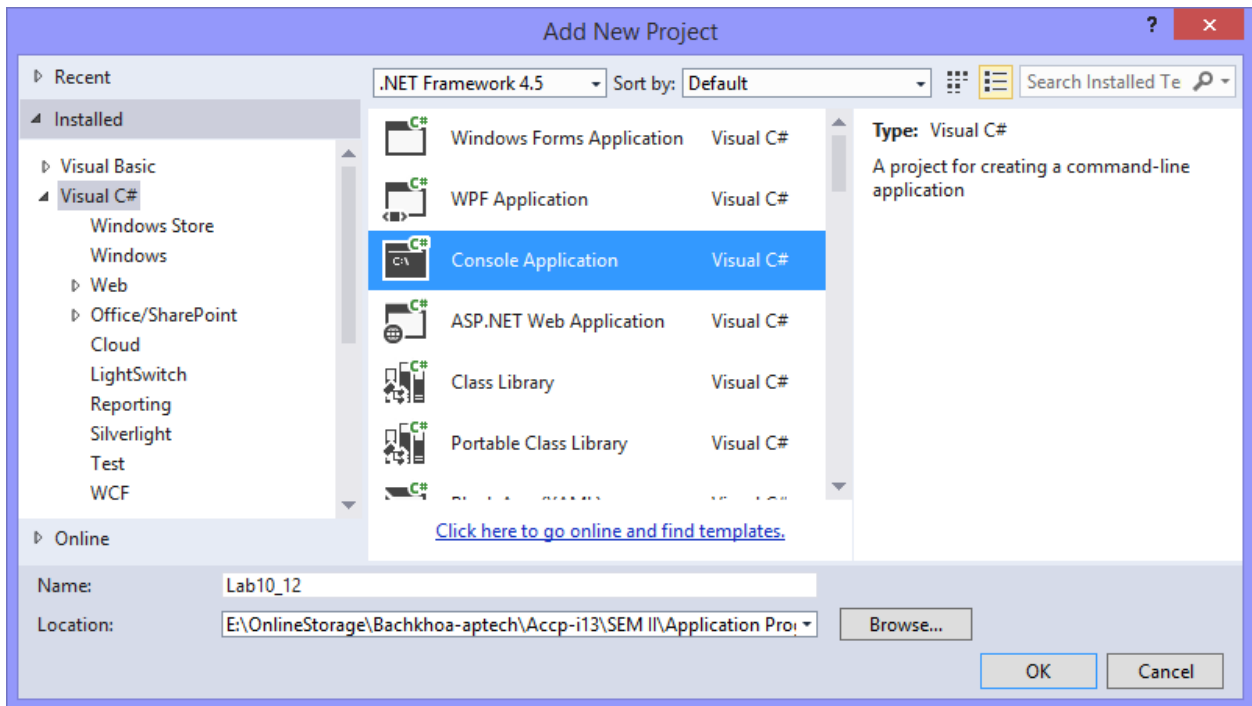 Add New Project
?
Recent
.NET Framework 4.5
Sort by: Default
Search Installed Te
Installed
Visual Basic
Visual C#
Windows Store
Windows
Web
Office/SharePoint
Cloud
LightSwitch
Reporting
Silverlight
Test
WCF
Online
Windows Forms Application Visual C#
WPF Application Visual C#
C:\ Console Application Visual C#
ASP.NET Web Application Visual C#
Class Library Visual C#
Portable Class Library Visual C#
Click here to go online and find templates.
Type: Visual C#
A project for creating a command-line
application
Name: Lab10_12
Location: E:\OnlineStorage\Bachkhoa-aptech\Accp-i13\SEM II\Application
Browse...
OK Cancel